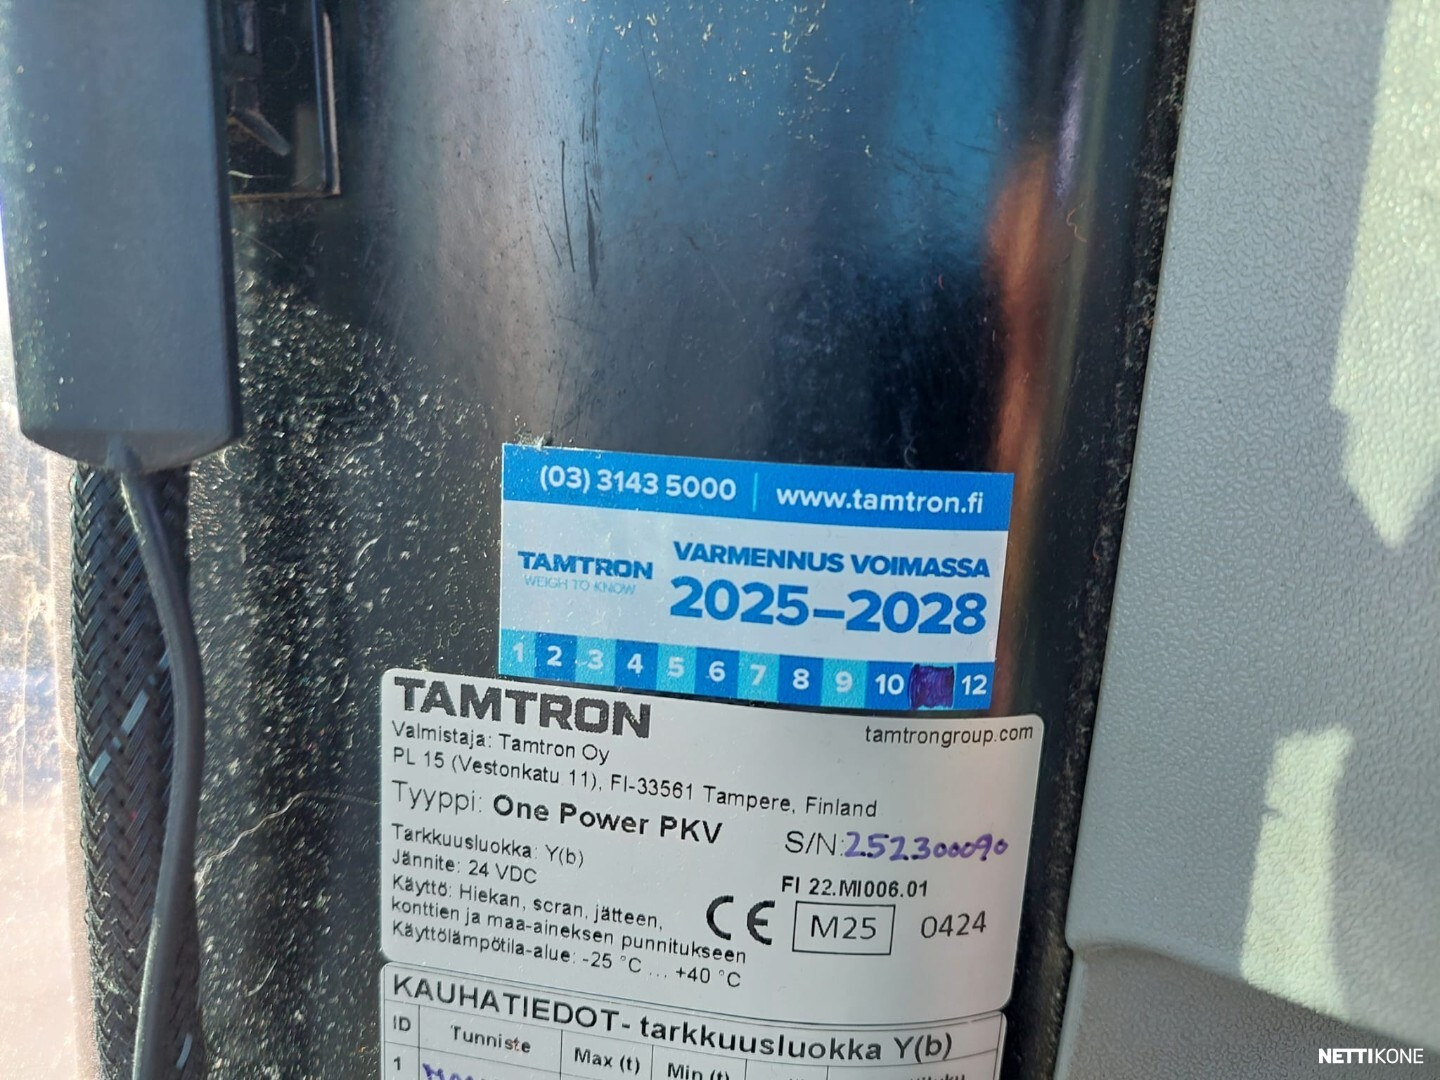 (03) 3143 5000 | www.tamtron.fi
TAMTRON
WEIGH TO KNOW
VARMENNUS VOIMASSA
2025–2028
1 2 3 4 5 6 7 8 9 10 12
TAMTRON
tamtrongroup.com
Valmistaja: Tamtron Oy
PL 15 (Vestonkatu 11), FI-33561 Tampere, Finland
Tyyppi: One Power PKV
S/N: 252300090
Tarkkuusluokka: Y(b)
Jännite: 24 VDC
Käyttö: Hiekan, scran, jätteen,
konttien ja maa-aineksen punnitukseen
Käyttölämpötila-alue: -25 °C ... +40 °C
FI 22.MI006.01
CE M25 0424
KAUHATIEDOT- tarkkuusluokka Y(b)
ID Tunniste Max (t) Min (t)
1
NETTIKONE